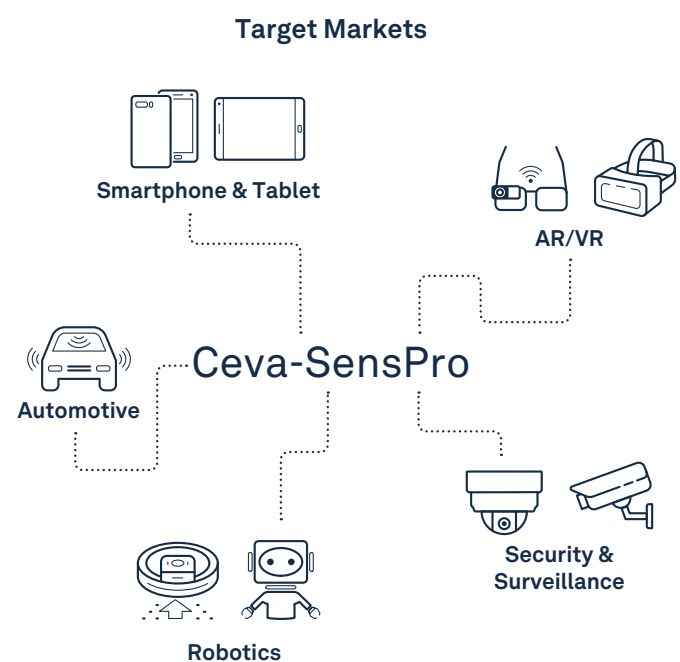 Target Markets
Smartphone & Tablet
AR/VR
Ceva-SensPro
Automotive
Security &
Surveillance
Robotics